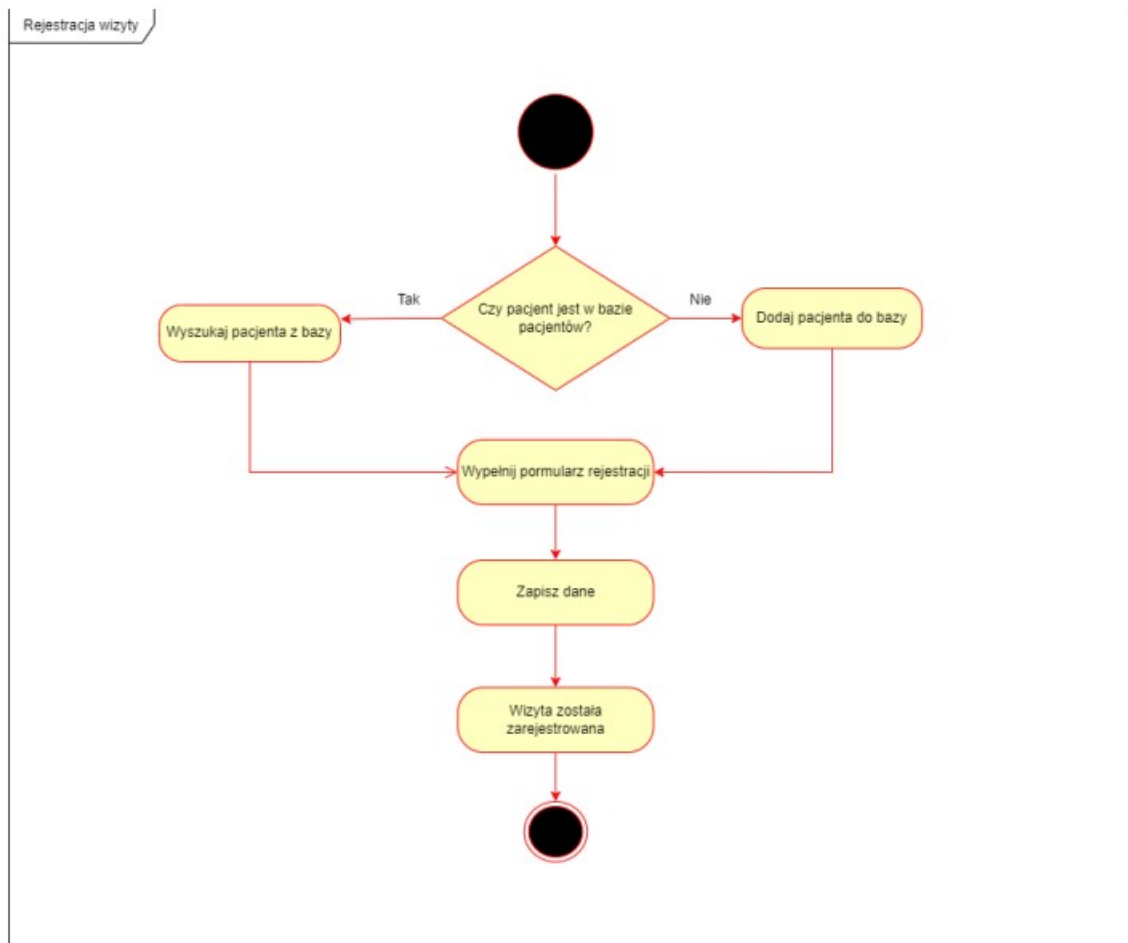 Rejestracja wizyty
Czy pacjent jest w bazie
pacjentów?
Tak
Nie
Wyszukaj pacjenta z bazy
Dodaj pacjenta do bazy
Wypełnij pormularz rejestracji
Zapisz dane
Wizyta została
zarejestrowana